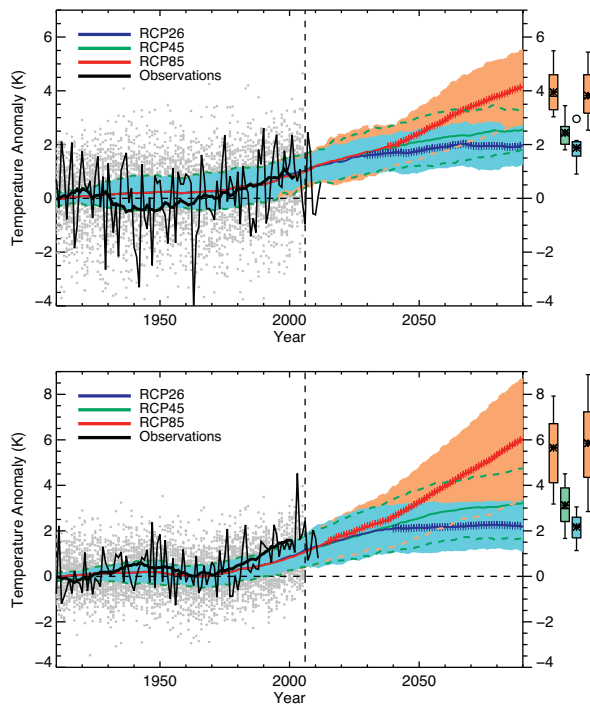 6
4
2
0
−2
−4
Temperature Anomaly (K)
RCP26
RCP45
RCP85
Observations
6
4
2
0
−2
−4
1950
2000
2050
Year
8
6
4
2
0
−2
−4
Temperature Anomaly (K)
RCP26
RCP45
RCP85
Observations
8
6
4
2
0
−2
−4
1950
2000
2050
Year